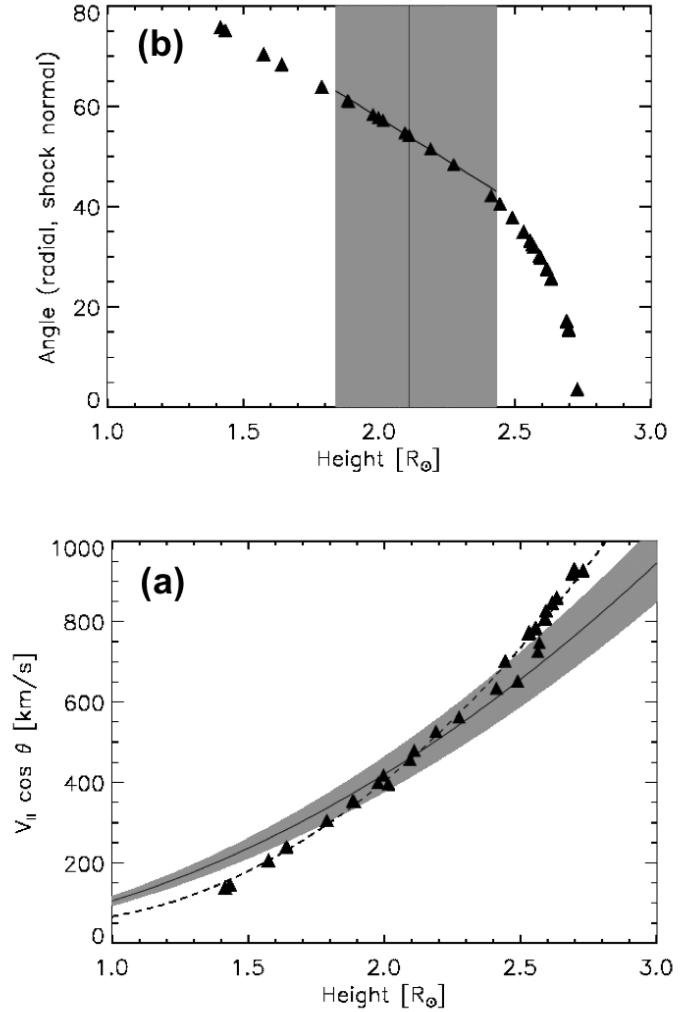 (b)
Angle (radial, shock normal)
80
60
40
20
0
1.0 1.5 2.0 2.5 3.0
Height [R☉]
(a)
V_II cos θ [km/s]
1000
800
600
400
200
0
1.0 1.5 2.0 2.5 3.0
Height [R☉]